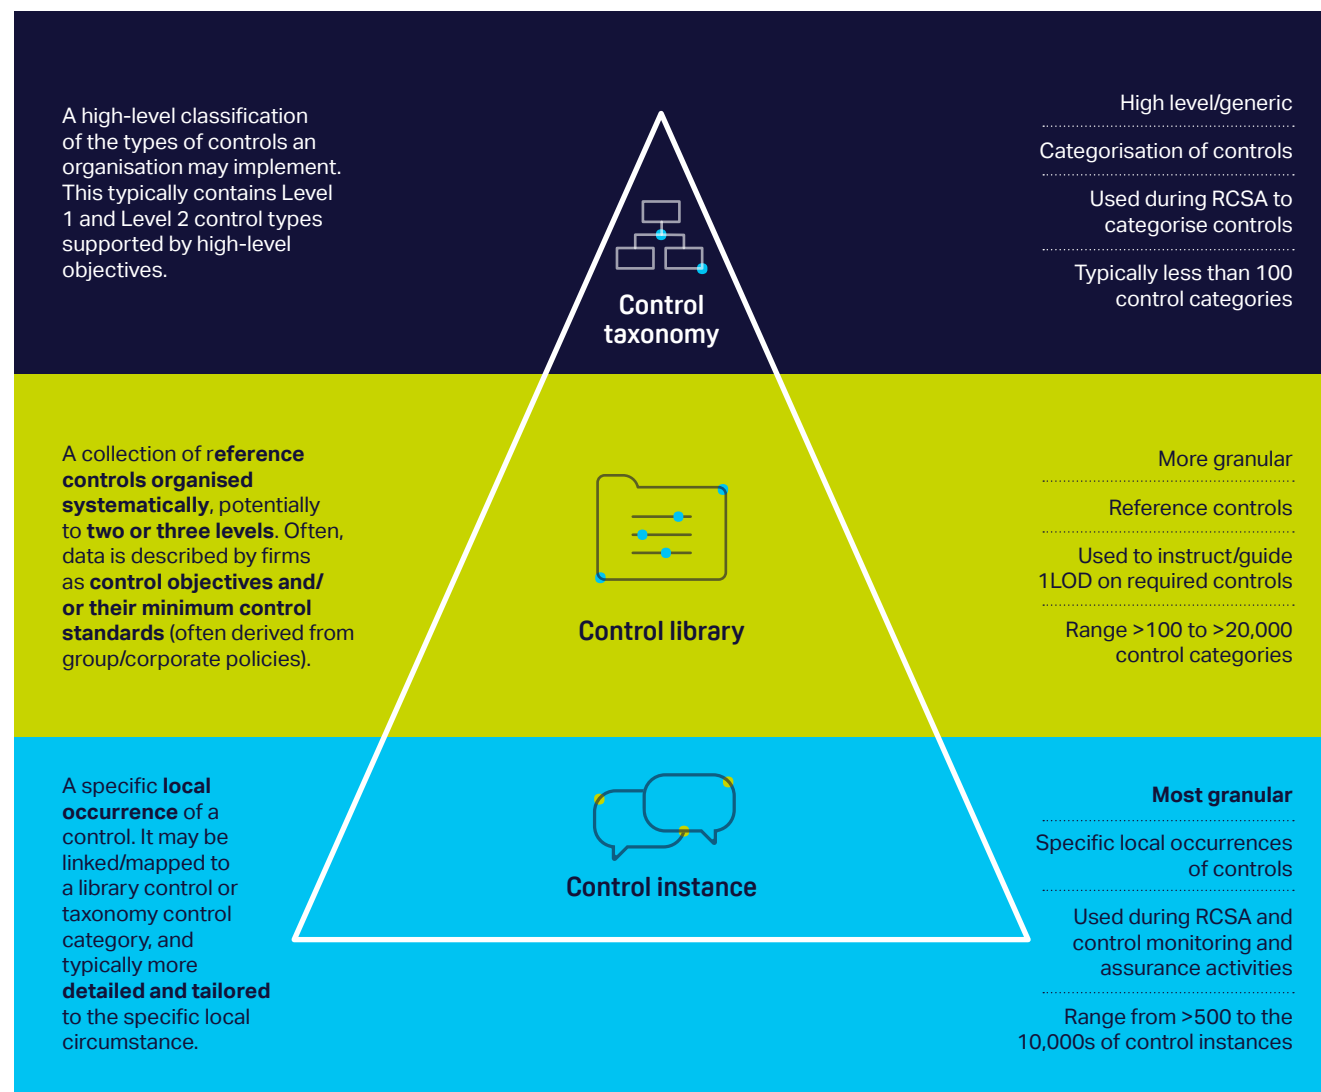 A high-level classification
of the types of controls an
organisation may implement.
This typically contains Level
1 and Level 2 control types
supported by high-level
objectives.
Control
taxonomy
High level/generic
Categorisation of controls
Used during RCSA to
categorise controls
Typically less than 100
control categories
A collection of reference
controls organised
systematically, potentially
to two or three levels. Often,
data is described by firms
as control objectives and/
or their minimum control
standards (often derived from
group/corporate policies).
Control library
More granular
Reference controls
Used to instruct/guide
1LOD on required controls
Range >100 to >20,000
control categories
A specific local
occurrence of a
control. It may be
linked/mapped to
a library control or
taxonomy control
category, and
typically more
detailed and tailored
to the specific local
circumstance.
Control instance
Most granular
Specific local occurrences
of controls
Used during RCSA and
control monitoring and
assurance activities
Range from >500 to the
10,000s of control instances